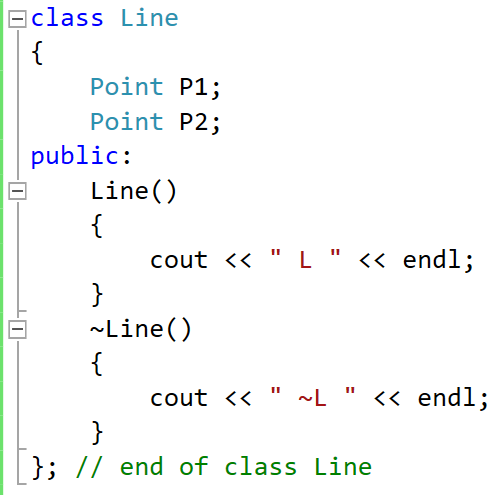 class Line
{
    Point P1;
    Point P2;
public:
    Line()
    {
        cout << " L " << endl;
    }
    ~Line()
    {
        cout << " ~L " << endl;
    }
}; // end of class Line